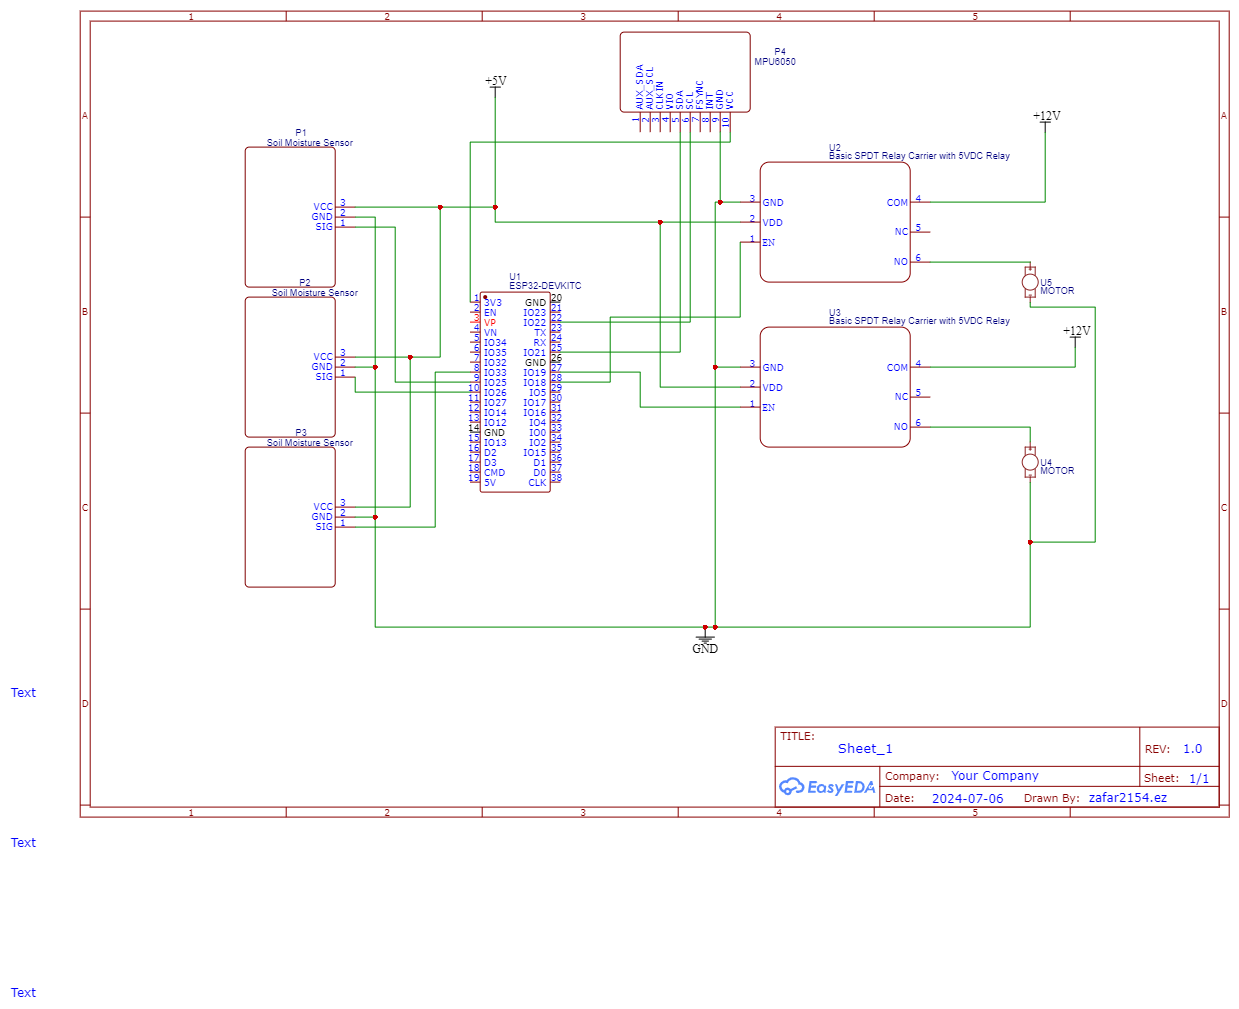 1 2 3 4 5
A
B
C
D
A
B
C
D
1 2 3 4 5
+5V
P4
MPU6050
AUX_SDA
AUX_SCL
CLKIN
VIO
SDA
SCL
FSYNC
INT
GND
VCC
1 2 3 4 5 6 7 8 9 10
+12V
P1
Soil Moisture Sensor
VCC 3
GND 2
SIG 1
U2
Basic SPDT Relay Carrier with 5VDC Relay
3 GND COM 4
2 VDD NC 5
1 EN NO 6
U5
MOTOR
P2
Soil Moisture Sensor
VCC 3
GND 2
SIG 1
U1
ESP32-DEVKITC
1 3V3 GND 20
2 EN IO23 21
3 VP IO22 22
4 VN TX 23
5 IO34 RX 24
6 IO35 IO21 25
7 IO32 GND 26
8 IO33 IO19 27
9 IO25 IO18 28
10 IO26 IO5 29
11 IO27 IO17 30
12 IO14 IO16 31
13 IO12 IO4 32
14 GND IO0 33
15 IO13 IO2 34
16 D2 IO15 35
17 D3 D1 36
18 CMD D0 37
19 5V CLK 38
U3
Basic SPDT Relay Carrier with 5VDC Relay
+12V
3 GND COM 4
2 VDD NC 5
1 EN NO 6
U4
MOTOR
P3
Soil Moisture Sensor
VCC 3
GND 2
SIG 1
GND
Text
TITLE:
Sheet_1
REV: 1.0
EasyEDA
Company: Your Company
Sheet: 1/1
Date: 2024-07-06 Drawn By: zafar2154.ez
Text
Text